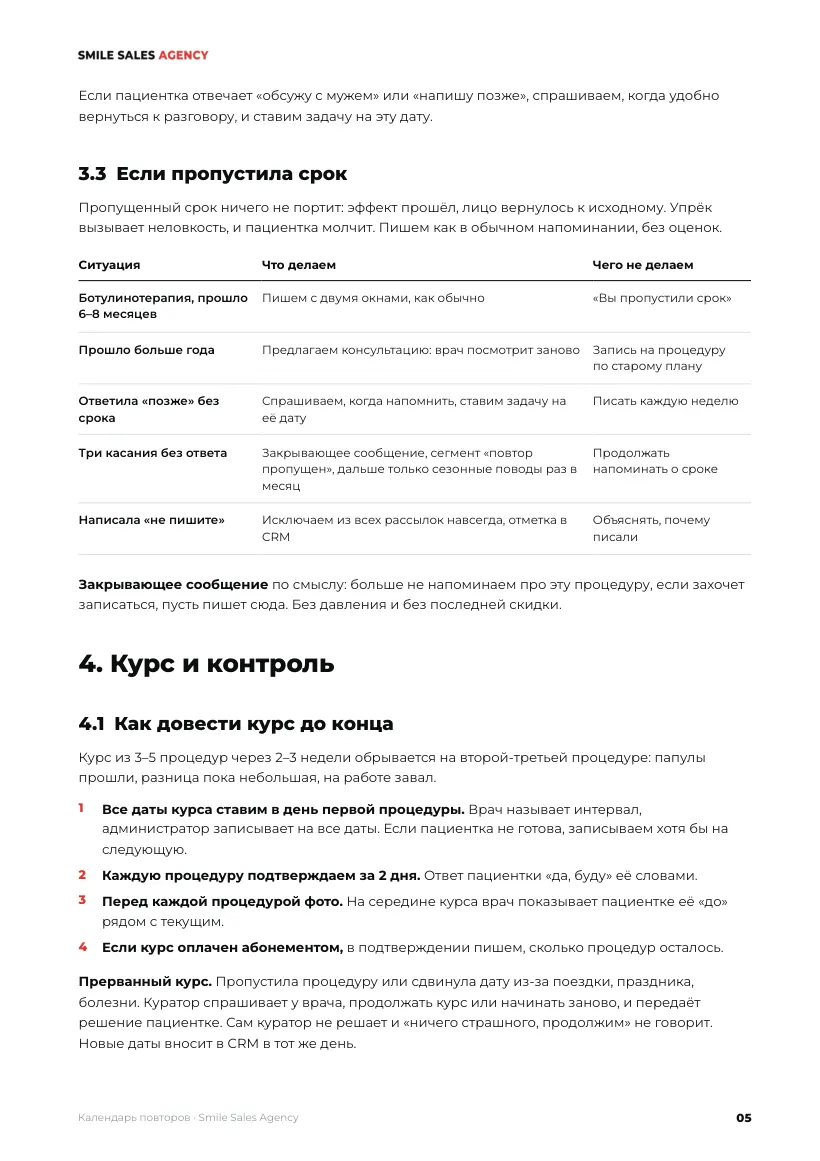 SMILE SALES AGENCY
Если пациентка отвечает «обсужу с мужем» или «напишу позже», спрашиваем, когда удобно
вернуться к разговору, и ставим задачу на эту дату.
3.3 Если пропустила срок
Пропущенный срок ничего не портит: эффект прошёл, лицо вернулось к исходному. Упрёк
вызывает неловкость, и пациентка молчит. Пишем как в обычном напоминании, без оценок.
Ситуация Что делаем Чего не делаем
Ботулинотерапия, прошло Пишем с двумя окнами, как обычно «Вы пропустили срок»
6–8 месяцев
Прошло больше года Предлагаем консультацию: врач посмотрит заново Запись на процедуру
по старому плану
Ответила «позже» без Спрашиваем, когда напомнить, ставим задачу на Писать каждую неделю
срока её дату
Три касания без ответа Закрывающее сообщение, сегмент «повтор Продолжать
пропущен», дальше только сезонные поводы раз в напоминать о сроке
месяц
Написала «не пишите» Исключаем из всех рассылок навсегда, отметка в Объяснять, почему
CRM писали
Закрывающее сообщение по смыслу: больше не напоминаем про эту процедуру, если захочет
записаться, пусть пишет сюда. Без давления и без последней скидки.
4. Курс и контроль
4.1 Как довести курс до конца
Курс из 3–5 процедур через 2–3 недели обрывается на второй-третьей процедуре: папулы
прошли, разница пока небольшая, на работе завал.
1 Все даты курса ставим в день первой процедуры. Врач называет интервал,
администратор записывает на все даты. Если пациентка не готова, записываем хотя бы на
следующую.
2 Каждую процедуру подтверждаем за 2 дня. Ответ пациентки «да, буду» её словами.
3 Перед каждой процедурой фото. На середине курса врач показывает пациентке её «до»
рядом с текущим.
4 Если курс оплачен абонементом, в подтверждении пишем, сколько процедур осталось.
Прерванный курс. Пропустила процедуру или сдвинула дату из-за поездки, праздника,
болезни. Куратор спрашивает у врача, продолжать курс или начинать заново, и передаёт
решение пациентке. Сам куратор не решает и «ничего страшного, продолжим» не говорит.
Новые даты вносит в CRM в тот же день.
Календарь повторов · Smile Sales Agency 05